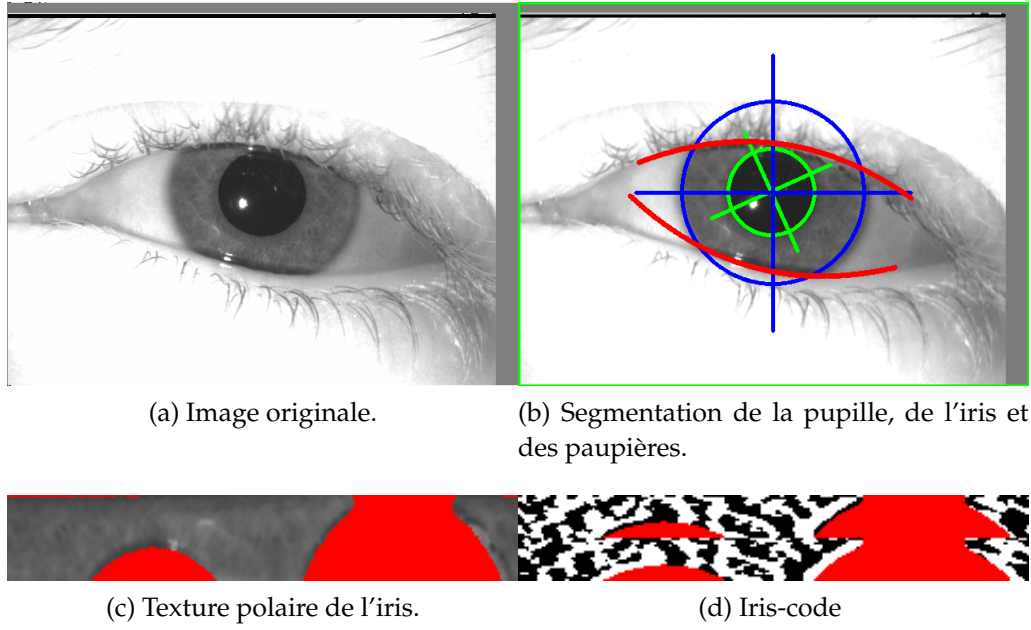 (a) Image originale.
(b) Segmentation de la pupille, de l'iris et
des paupières.
(c) Texture polaire de l'iris.
(d) Iris-code